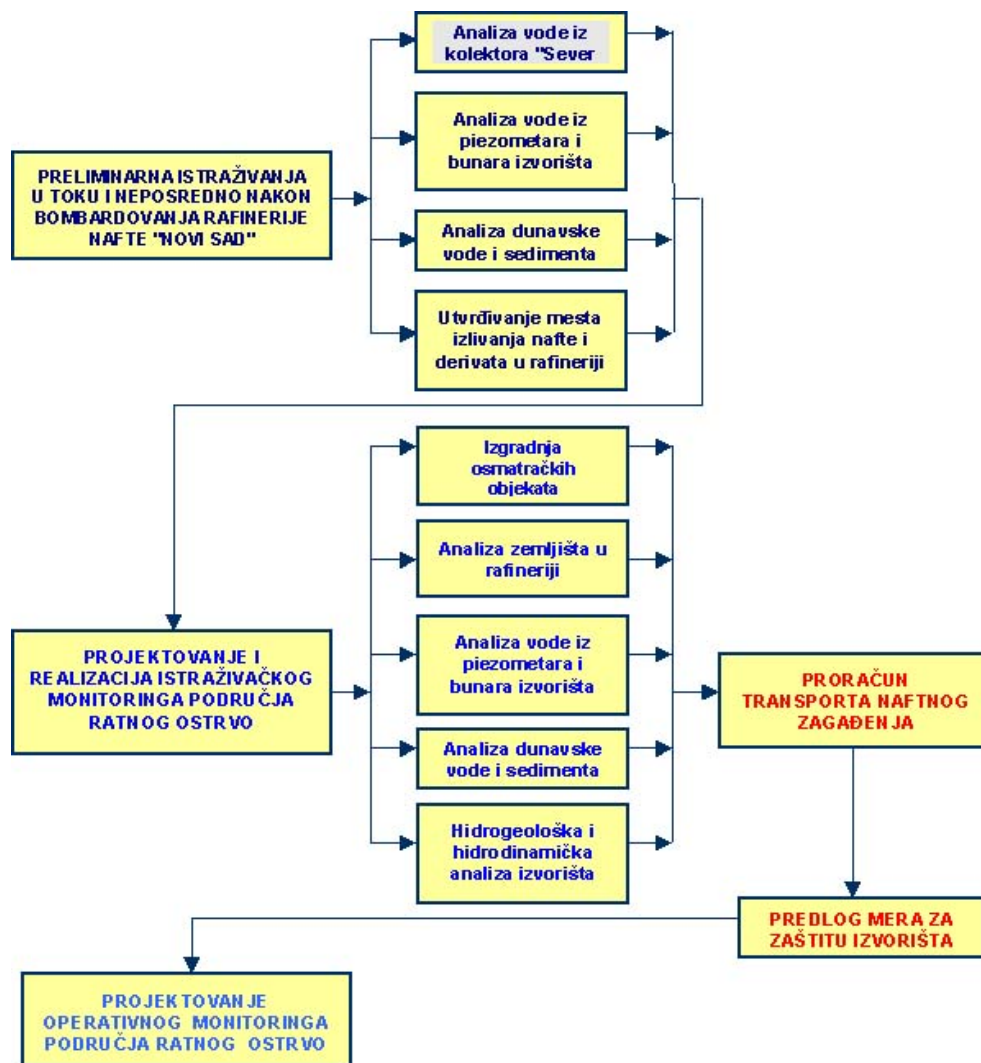 Analiza vode iz
kolektora "Sever
Analiza vode iz
piezometara i
bunara izvorišta
PRELIMINARNA ISTRAŽIVANJA
U TOKU I NEPOSREDNO NAKON
BOMBARDOVANJA RAFINERIJE
NAFTE "NOVI SAD"
Analiza dunavske
vode i sedimenta
Utvrđivanje mesta
izlivanja nafte i
derivata u rafineriji
Izgradnja
osmatračkih
objekata
Analiza zemljišta u
rafineriji
PROJEKTOVANJE I
REALIZACIJA ISTRAŽIVAČKOG
MONITORINGA PODRUČJA
RATNOG OSTRVO
Analiza vode iz
piezometara i
bunara izvorišta
Analiza dunavske
vode i sedimenta
Hidrogeološka i
hidrodinamička
analiza izvorišta
PRORAČUN
TRANSPORTA NAFTNOG
ZAGAĐENJA
PREDLOG MERA ZA
ZAŠTITU IZVORIŠTA
PROJEKTOVANJE
OPERATIVNOG MONITORINGA
PODRUČJA RATNOG OSTRVO